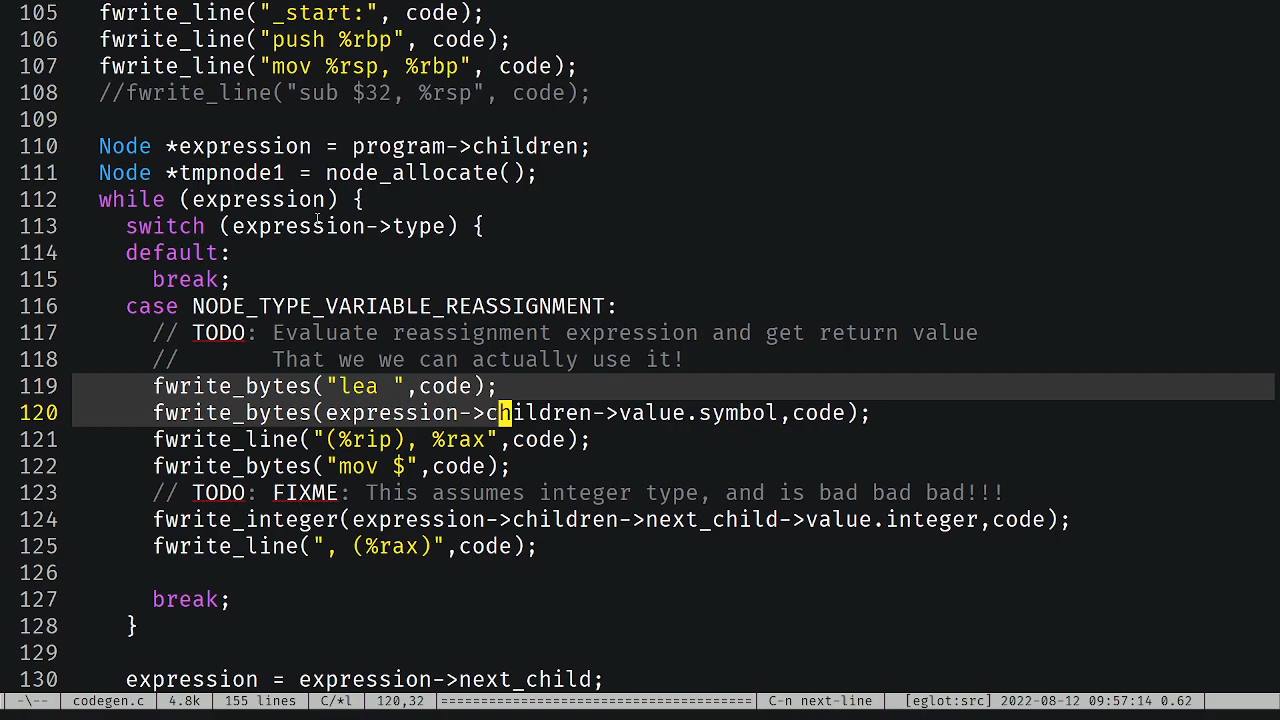 105   fwrite_line("_start:", code);
106   fwrite_line("push %rbp", code);
107   fwrite_line("mov %rsp, %rbp", code);
108   //fwrite_line("sub $32, %rsp", code);
109
110   Node *expression = program->children;
111   Node *tmpnode1 = node_allocate();
112   while (expression) {
113     switch (expression->type) {
114     default:
115       break;
116     case NODE_TYPE_VARIABLE_REASSIGNMENT:
117       // TODO: Evaluate reassignment expression and get return value
118       //       That we we can actually use it!
119       fwrite_bytes("lea ",code);
120       fwrite_bytes(expression->children->value.symbol,code);
121       fwrite_line("(%rip), %rax",code);
122       fwrite_bytes("mov $",code);
123       // TODO: FIXME: This assumes integer type, and is bad bad bad!!!
124       fwrite_integer(expression->children->next_child->value.integer,code);
125       fwrite_line(", (%rax)",code);
126
127       break;
128     }
129
130     expression = expression->next_child;
-\-- codegen.c 4.8k 155 lines C/*l 120,32 ============================ C-n next-line [eglot:src] 2022-08-12 09:57:14 0.62